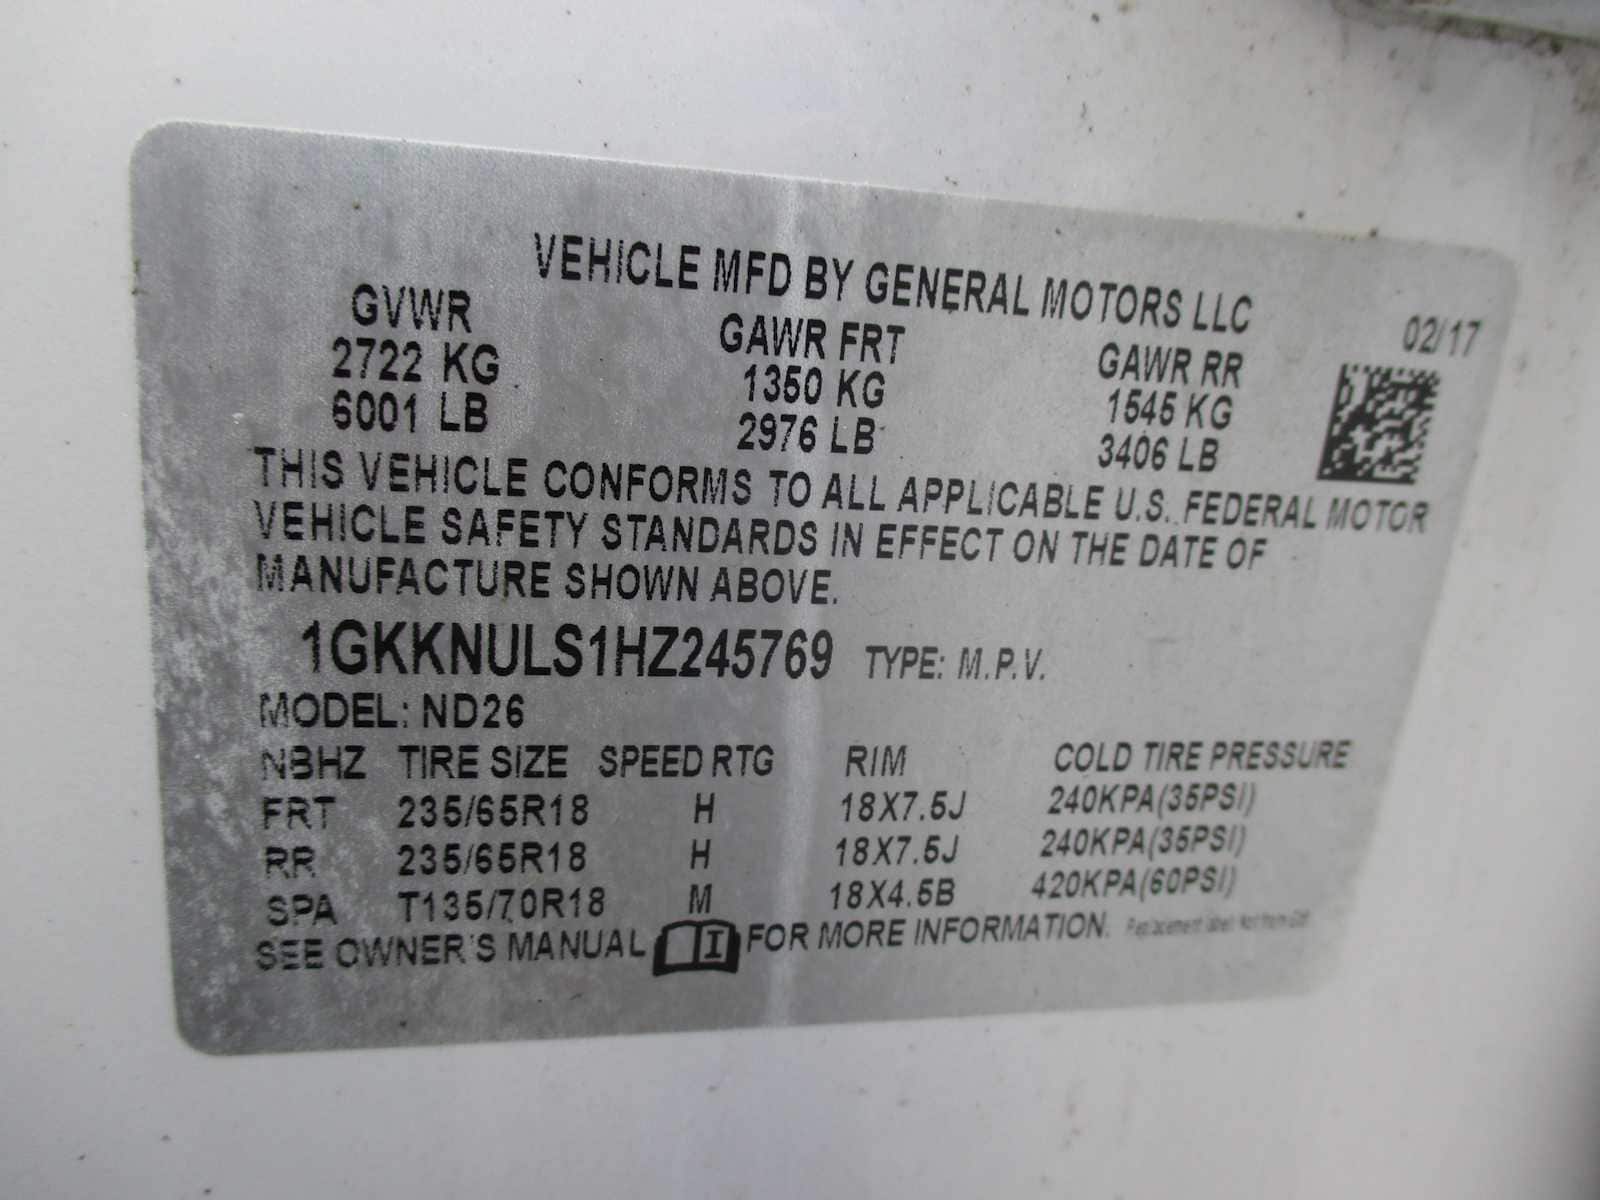 VEHICLE MFD BY GENERAL MOTORS LLC
02/17
GVWR GAWR FRT GAWR RR
2722 KG 1350 KG 1545 KG
6001 LB 2976 LB 3406 LB
THIS VEHICLE CONFORMS TO ALL APPLICABLE U.S. FEDERAL MOTOR
VEHICLE SAFETY STANDARDS IN EFFECT ON THE DATE OF
MANUFACTURE SHOWN ABOVE.
1GKKNULS1HZ245769 TYPE: M.P.V.
MODEL: ND26
NBHZ TIRE SIZE SPEED RTG RIM COLD TIRE PRESSURE
FRT 235/65R18 H 18X7.5J 240KPA(35PSI)
RR 235/65R18 H 18X7.5J 240KPA(35PSI)
SPA T135/70R18 M 18X4.5B 420KPA(60PSI)
SEE OWNER'S MANUAL FOR MORE INFORMATION. Replacement label.